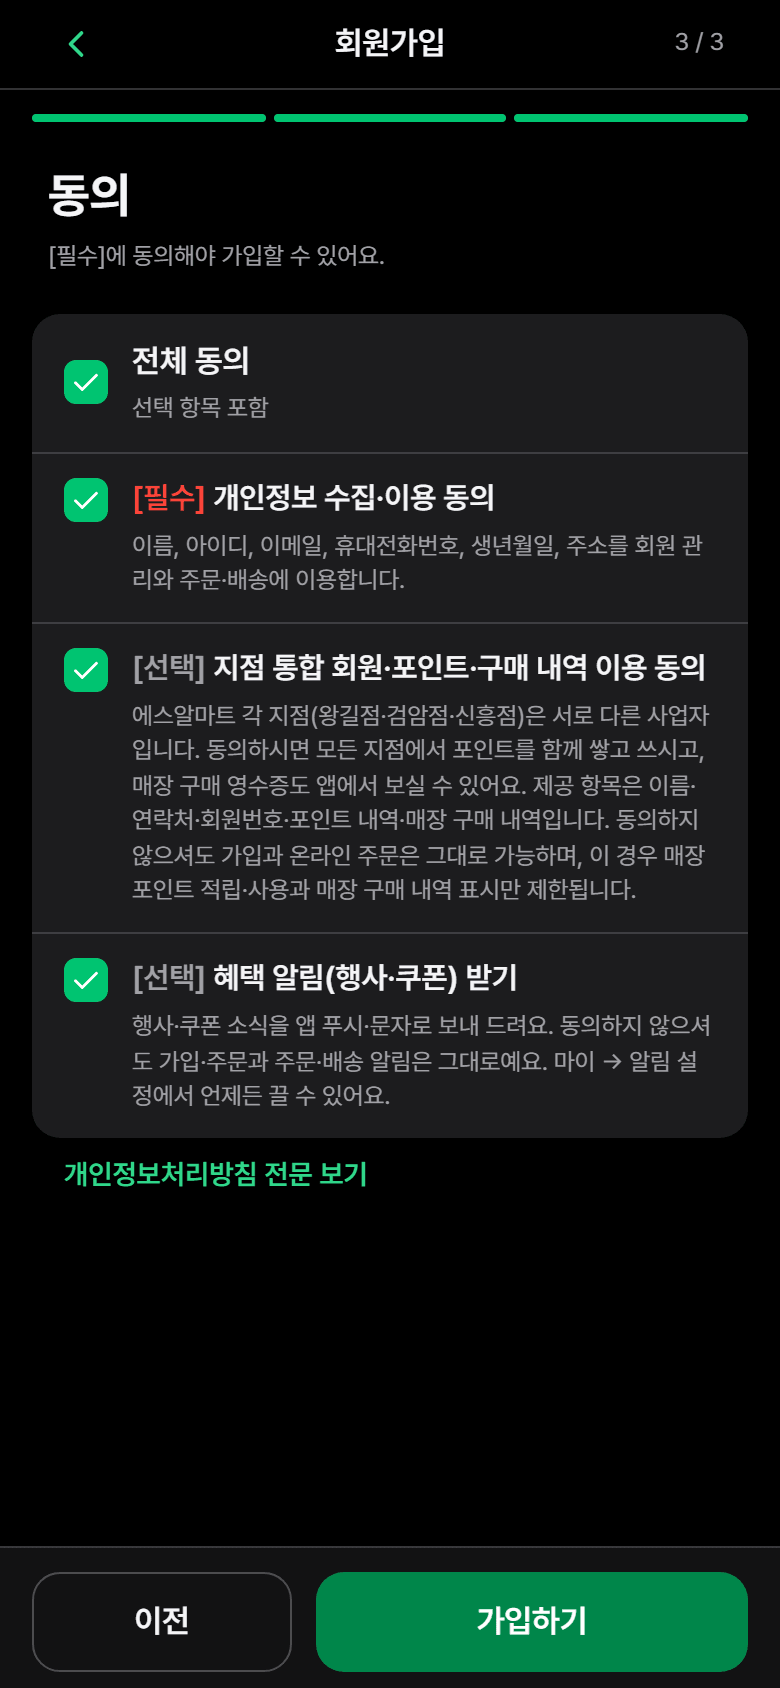 회원가입
3 / 3
동의
[필수]에 동의해야 가입할 수 있어요.
전체 동의
선택 항목 포함
[필수] 개인정보 수집·이용 동의
이름, 아이디, 이메일, 휴대전화번호, 생년월일, 주소를 회원 관
리와 주문·배송에 이용합니다.
[선택] 지점 통합 회원·포인트·구매 내역 이용 동의
에스알마트 각 지점(왕길점·검암점·신흥점)은 서로 다른 사업자
입니다. 동의하시면 모든 지점에서 포인트를 함께 쌓고 쓰시고,
매장 구매 영수증도 앱에서 보실 수 있어요. 제공 항목은 이름·
연락처·회원번호·포인트 내역·매장 구매 내역입니다. 동의하지
않으셔도 가입과 온라인 주문은 그대로 가능하며, 이 경우 매장
포인트 적립·사용과 매장 구매 내역 표시만 제한됩니다.
[선택] 혜택 알림(행사·쿠폰) 받기
행사·쿠폰 소식을 앱 푸시·문자로 보내 드려요. 동의하지 않으셔
도 가입·주문과 주문·배송 알림은 그대로예요. 마이 → 알림 설
정에서 언제든 끌 수 있어요.
개인정보처리방침 전문 보기
이전
가입하기